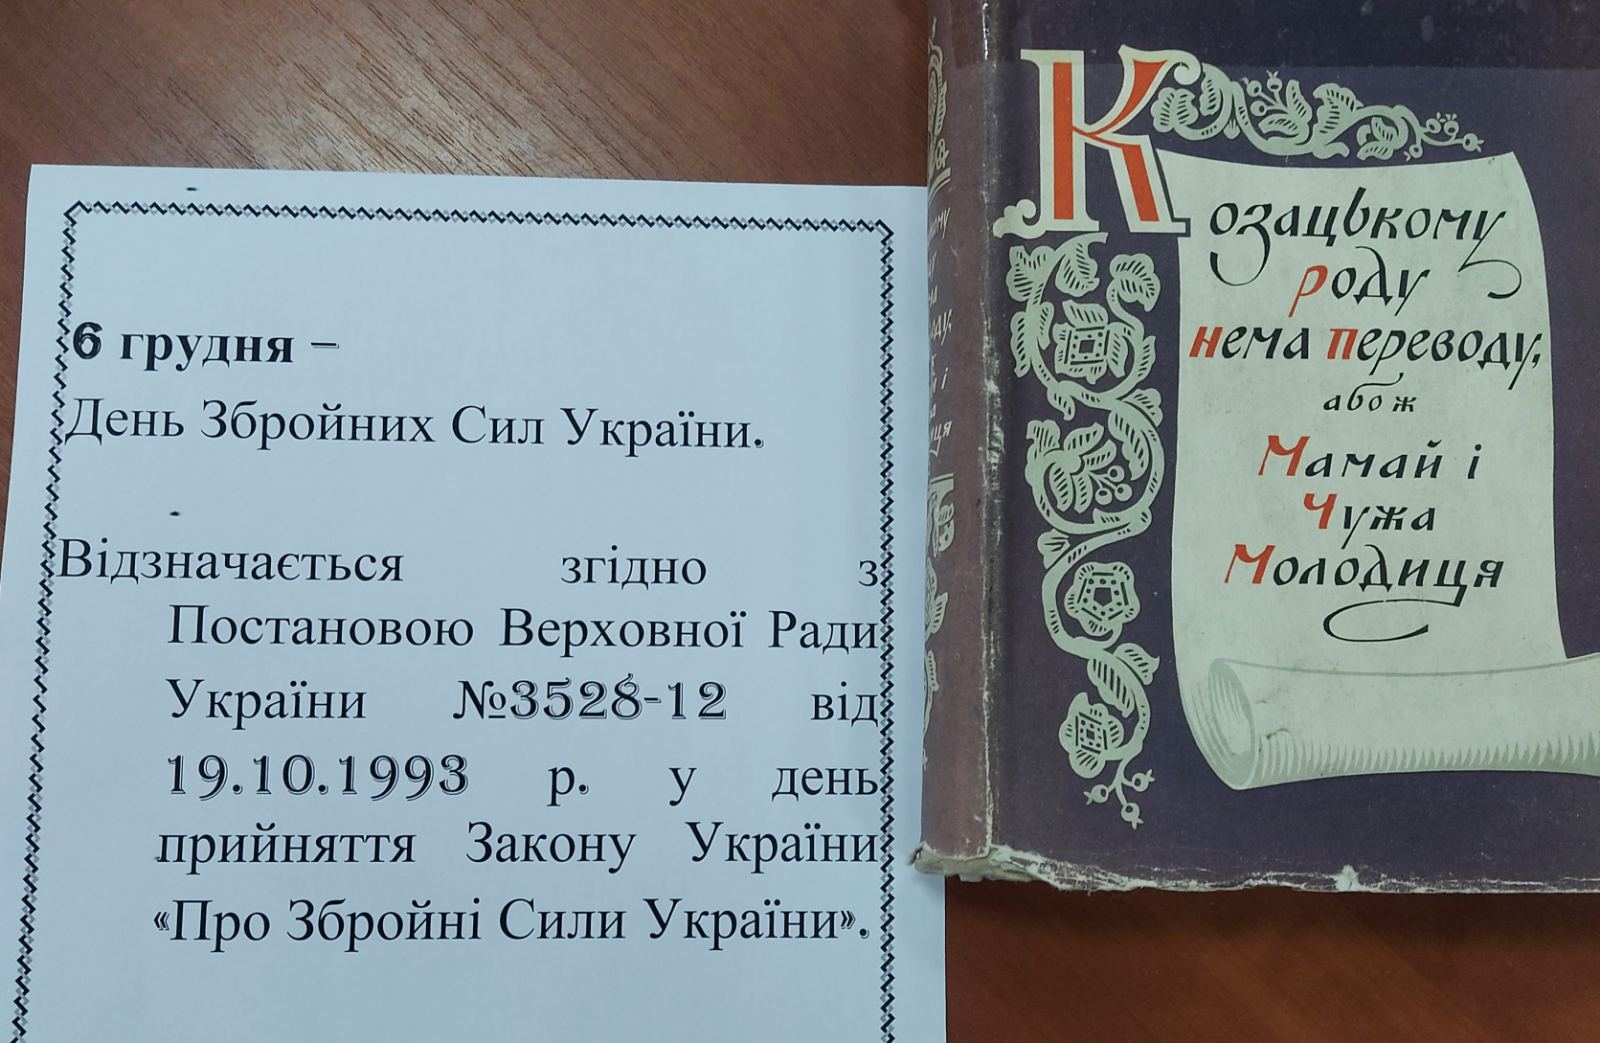 6 грудня –
День Збройних Сил України.
Відзначається згідно з
Постановою Верховної Ради
України №3528-12 від
19.10.1993 р. у день
прийняття Закону України
«Про Збройні Сили України».
Козацькому
роду
нема переводу,
або ж
Мамай і
Чужа
Молодиця